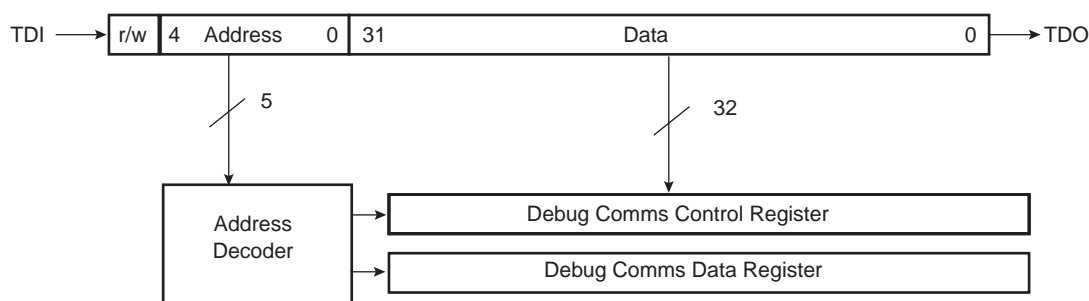 TDI r/w 4 Address 0 31 Data 0 TDO
5
32
Address
Decoder
Debug Comms Control Register
Debug Comms Data Register